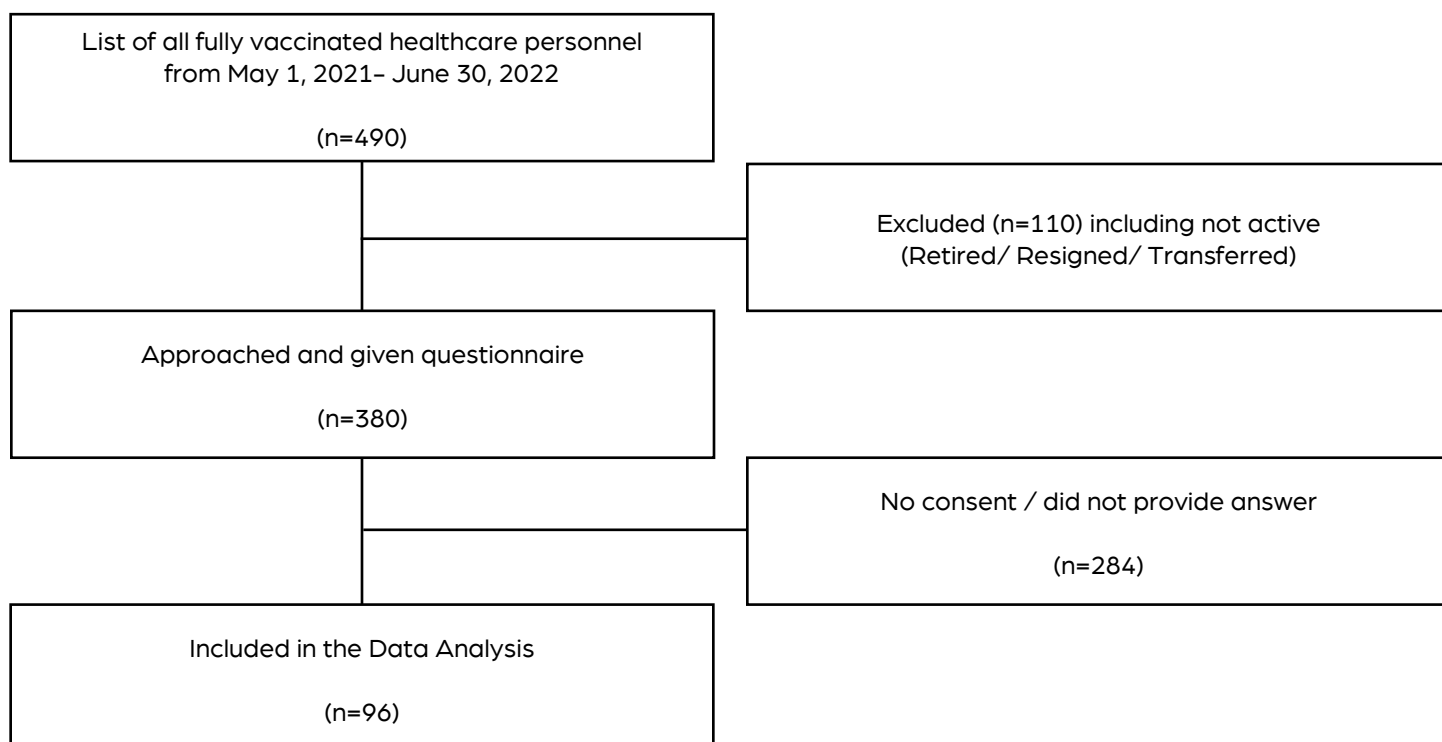 List of all fully vaccinated healthcare personnel
from May 1, 2021- June 30, 2022
(n=490)
Excluded (n=110) including not active
(Retired/ Resigned/ Transferred)
Approached and given questionnaire
(n=380)
No consent / did not provide answer
(n=284)
Included in the Data Analysis
(n=96)